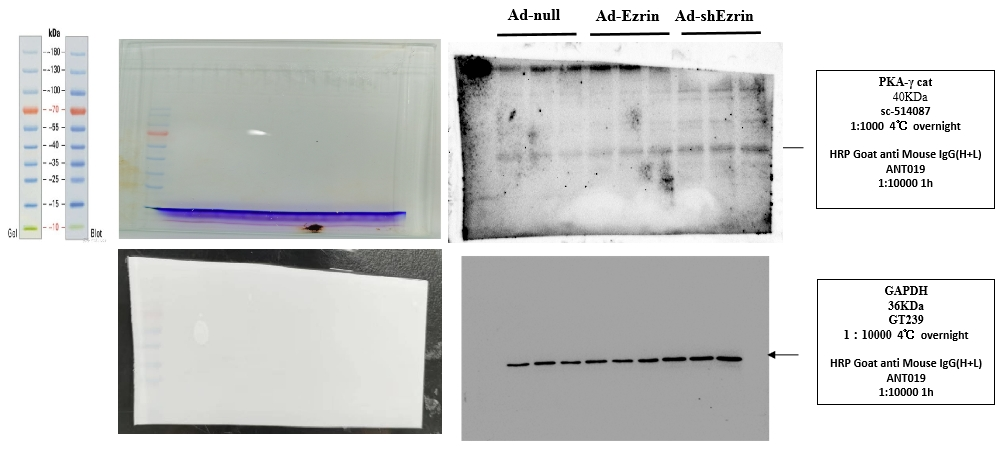 Ad-null Ad-Ezrin Ad-shEzrin
kDa
~180
~130
~100
~70
~55
~40
~35
~25
~15
~10
Gel Blot
PKA-γ cat
40KDa
sc-514087
1:1000 4℃ overnight
HRP Goat anti Mouse IgG(H+L)
ANT019
1:10000 1h
GAPDH
36KDa
GT239
1：10000 4℃ overnight
HRP Goat anti Mouse IgG(H+L)
ANT019
1:10000 1h